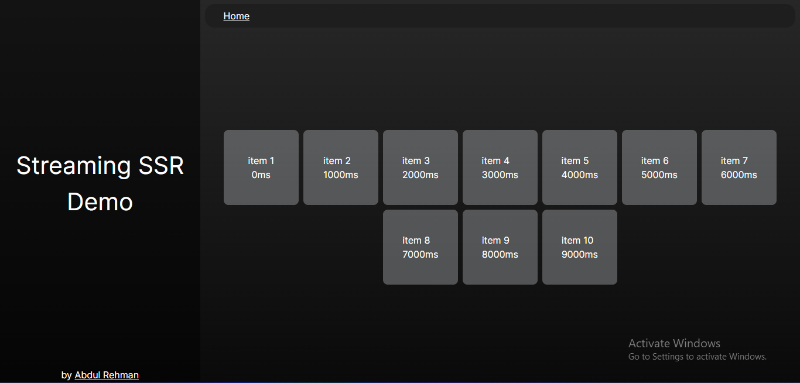 Home
Streaming SSR
Demo
item 1
0ms
item 2
1000ms
item 3
2000ms
item 4
3000ms
item 5
4000ms
item 6
5000ms
item 7
6000ms
item 8
7000ms
item 9
8000ms
item 10
9000ms
Activate Windows
Go to Settings to activate Windows.
by Abdul Rehman